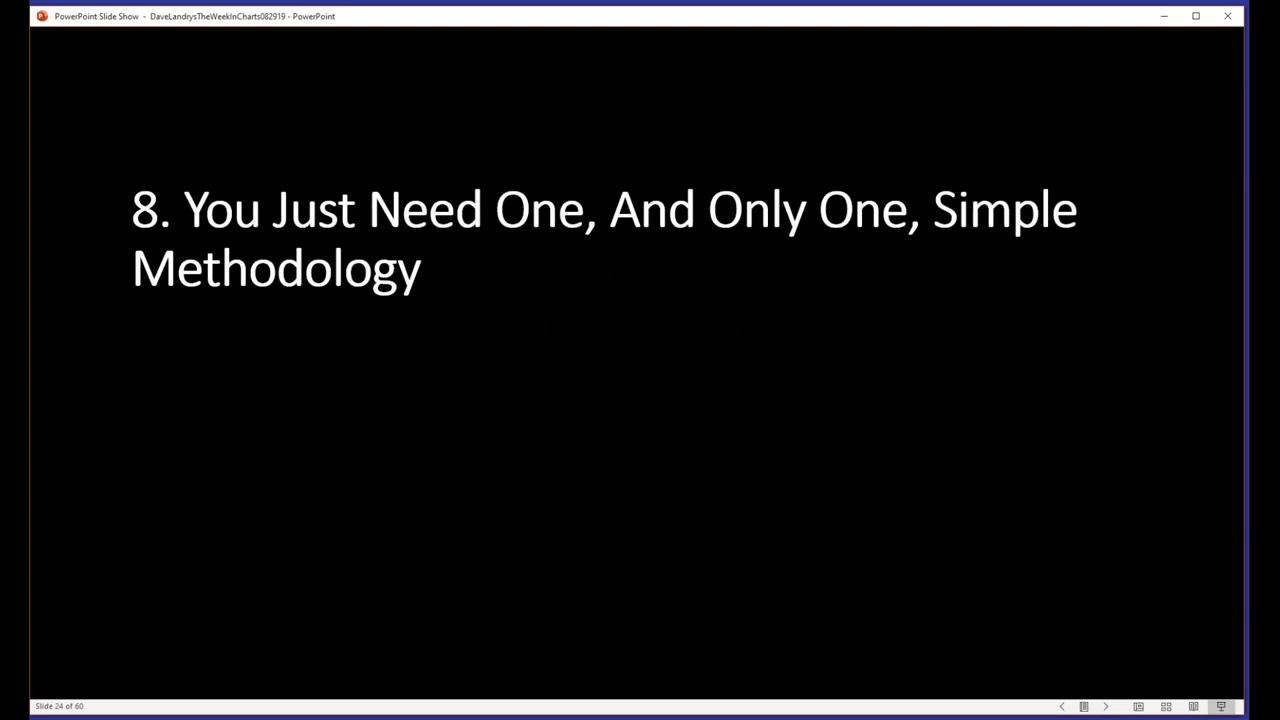 PowerPoint Slide Show - DaveLandrysTheWeekInCharts082919 - PowerPoint
8. You Just Need One, And Only One, Simple
Methodology
Slide 24 of 60